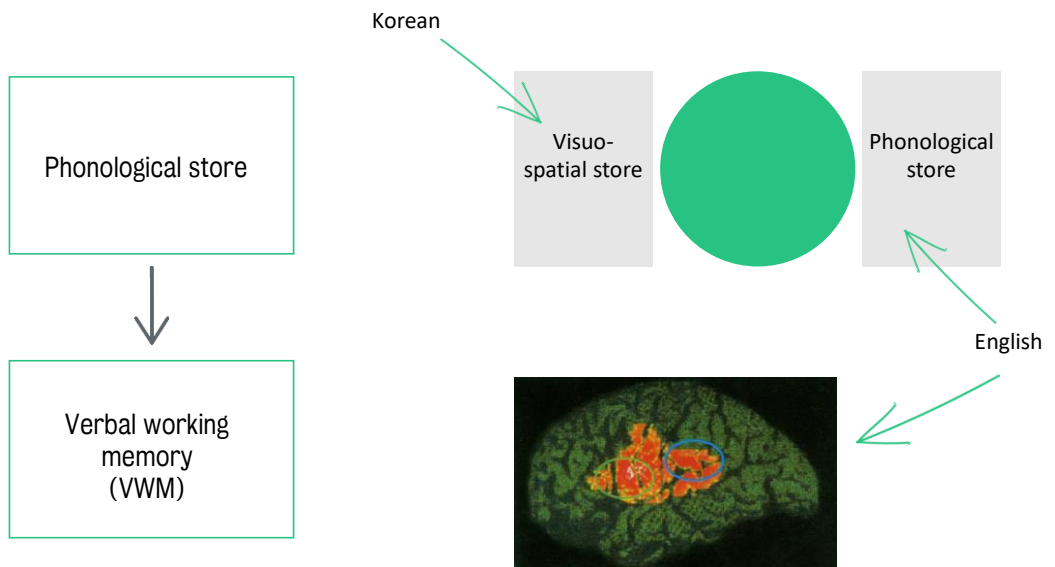 Korean
Phonological store
Visuo-
spatial store
Phonological
store
English
Verbal working
memory
(VWM)